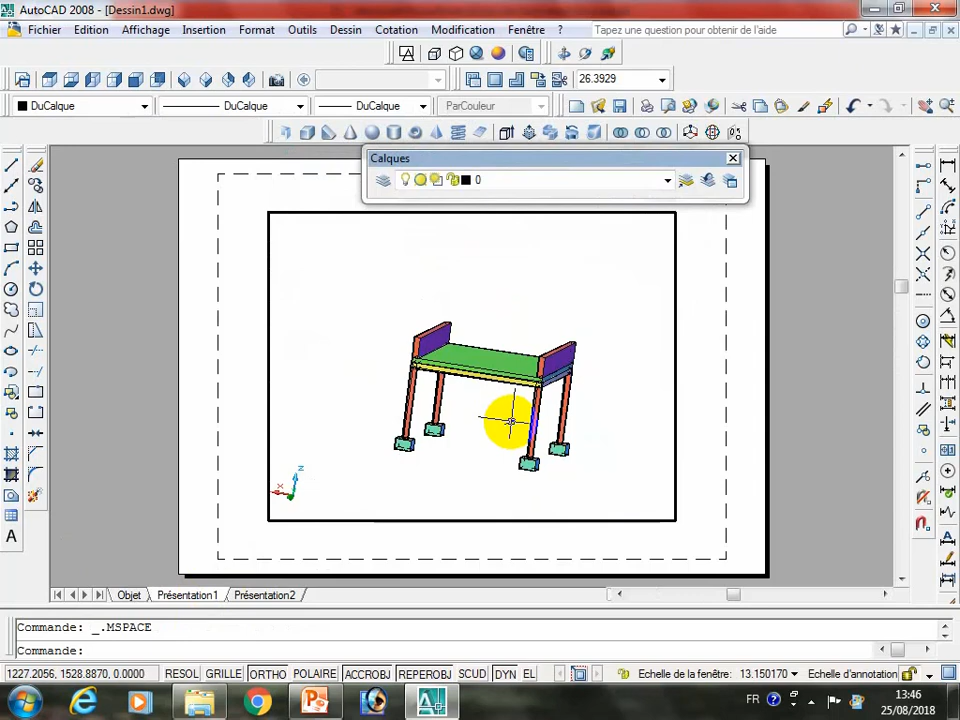 AutoCAD 2008 - [Dessin1.dwg]
Fichier Edition Affichage Insertion Format Outils Dessin Cotation Modification Fenêtre ? Tapez une question pour obtenir de l'aide
26.3929
DuCalque DuCalque DuCalque ParCouleur
Calques
0
Z
X
Objet Présentation1 Présentation2
Commande: _.MSPACE
Commande:
1227.2056, 1528.8870, 0.0000 RESOL GRILLE ORTHO POLAIRE ACCROBJ REPEROBJ SCUD DYN EL Echelle de la fenêtre: 13.150170 Echelle d'annotation
FR 13:46
25/08/2018